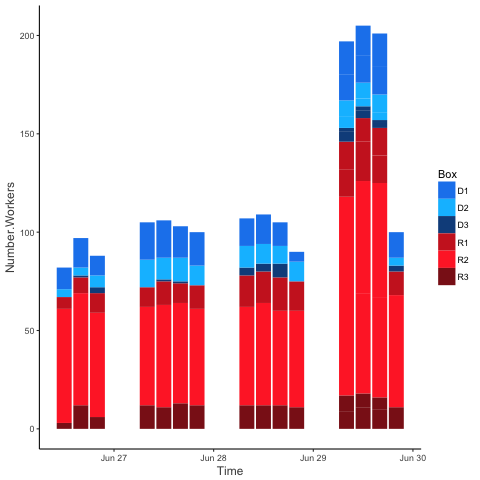 200
150
100
50
0
Number.Workers
Jun 27
Jun 28
Jun 29
Jun 30
Time
Box
D1
D2
D3
R1
R2
R3